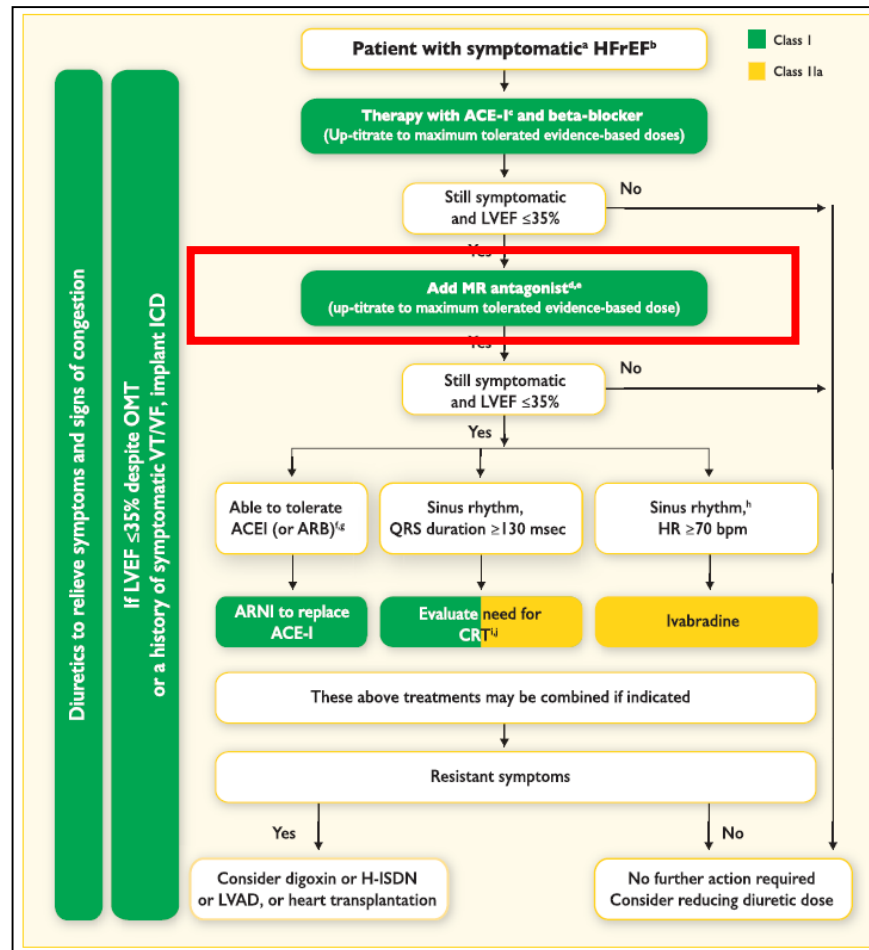 Patient with symptomaticᵃ HFrEFᵇ
Class I
Class IIa
Therapy with ACE-Iᶜ and beta-blocker
(Up-titrate to maximum tolerated evidence-based doses)
Still symptomatic
and LVEF ≤35%
No
Yes
Add MR antagonistᵈ,ᵉ
(up-titrate to maximum tolerated evidence-based dose)
Yes
Still symptomatic
and LVEF ≤35%
No
Yes
Able to tolerate
ACEI (or ARB)ᶠ,ᵍ
Sinus rhythm,
QRS duration ≥130 msec
Sinus rhythm,ʰ
HR ≥70 bpm
ARNI to replace
ACE-I
Evaluate need for
CRTⁱ,ʲ
Ivabradine
These above treatments may be combined if indicated
Resistant symptoms
Yes
No
Consider digoxin or H-ISDN
or LVAD, or heart transplantation
No further action required
Consider reducing diuretic dose
Diuretics to relieve symptoms and signs of congestion
If LVEF ≤35% despite OMT
or a history of symptomatic VT/VF, implant ICD